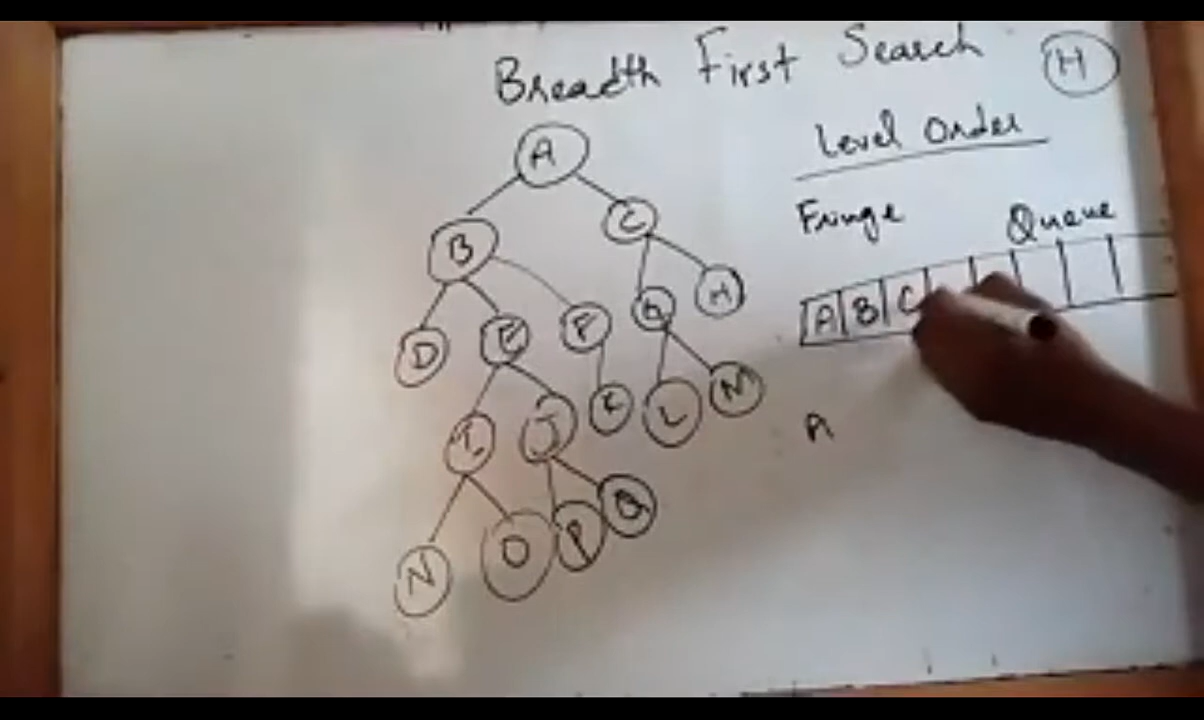 Breadth First Search
H
Level Order
Fringe
Queue
A B C
A
A
B
C
D
E
F
G
H
I
J
K
L
M
N
O
P
Q